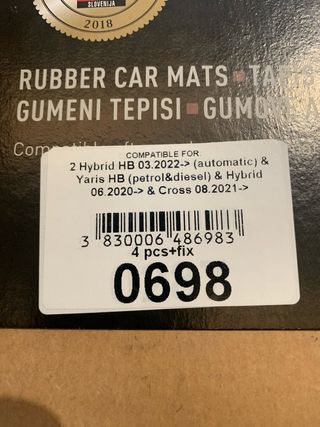 SLOVENIJA
2018
RUBBER CAR MATS
GUMENI TEPISI
COMPATIBLE FOR:
2 Hybrid HB 03.2022-> (automatic) &
Yaris HB (petrol&diesel) & Hybrid
06.2020-> & Cross 08.2021->
3 830006 486983
4 pcs+fix
0698